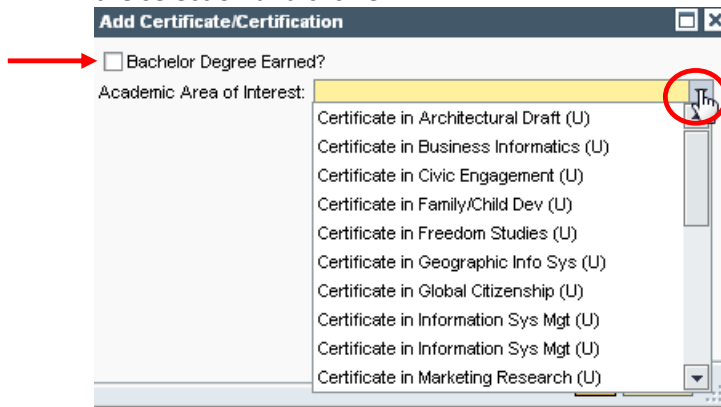 Add Certificate/Certification
Bachelor Degree Earned?
Academic Area of Interest:
Certificate in Architectural Draft (U)
Certificate in Business Informatics (U)
Certificate in Civic Engagement (U)
Certificate in Family/Child Dev (U)
Certificate in Freedom Studies (U)
Certificate in Geographic Info Sys (U)
Certificate in Global Citizenship (U)
Certificate in Information Sys Mgt (U)
Certificate in Information Sys Mgt (U)
Certificate in Marketing Research (U)